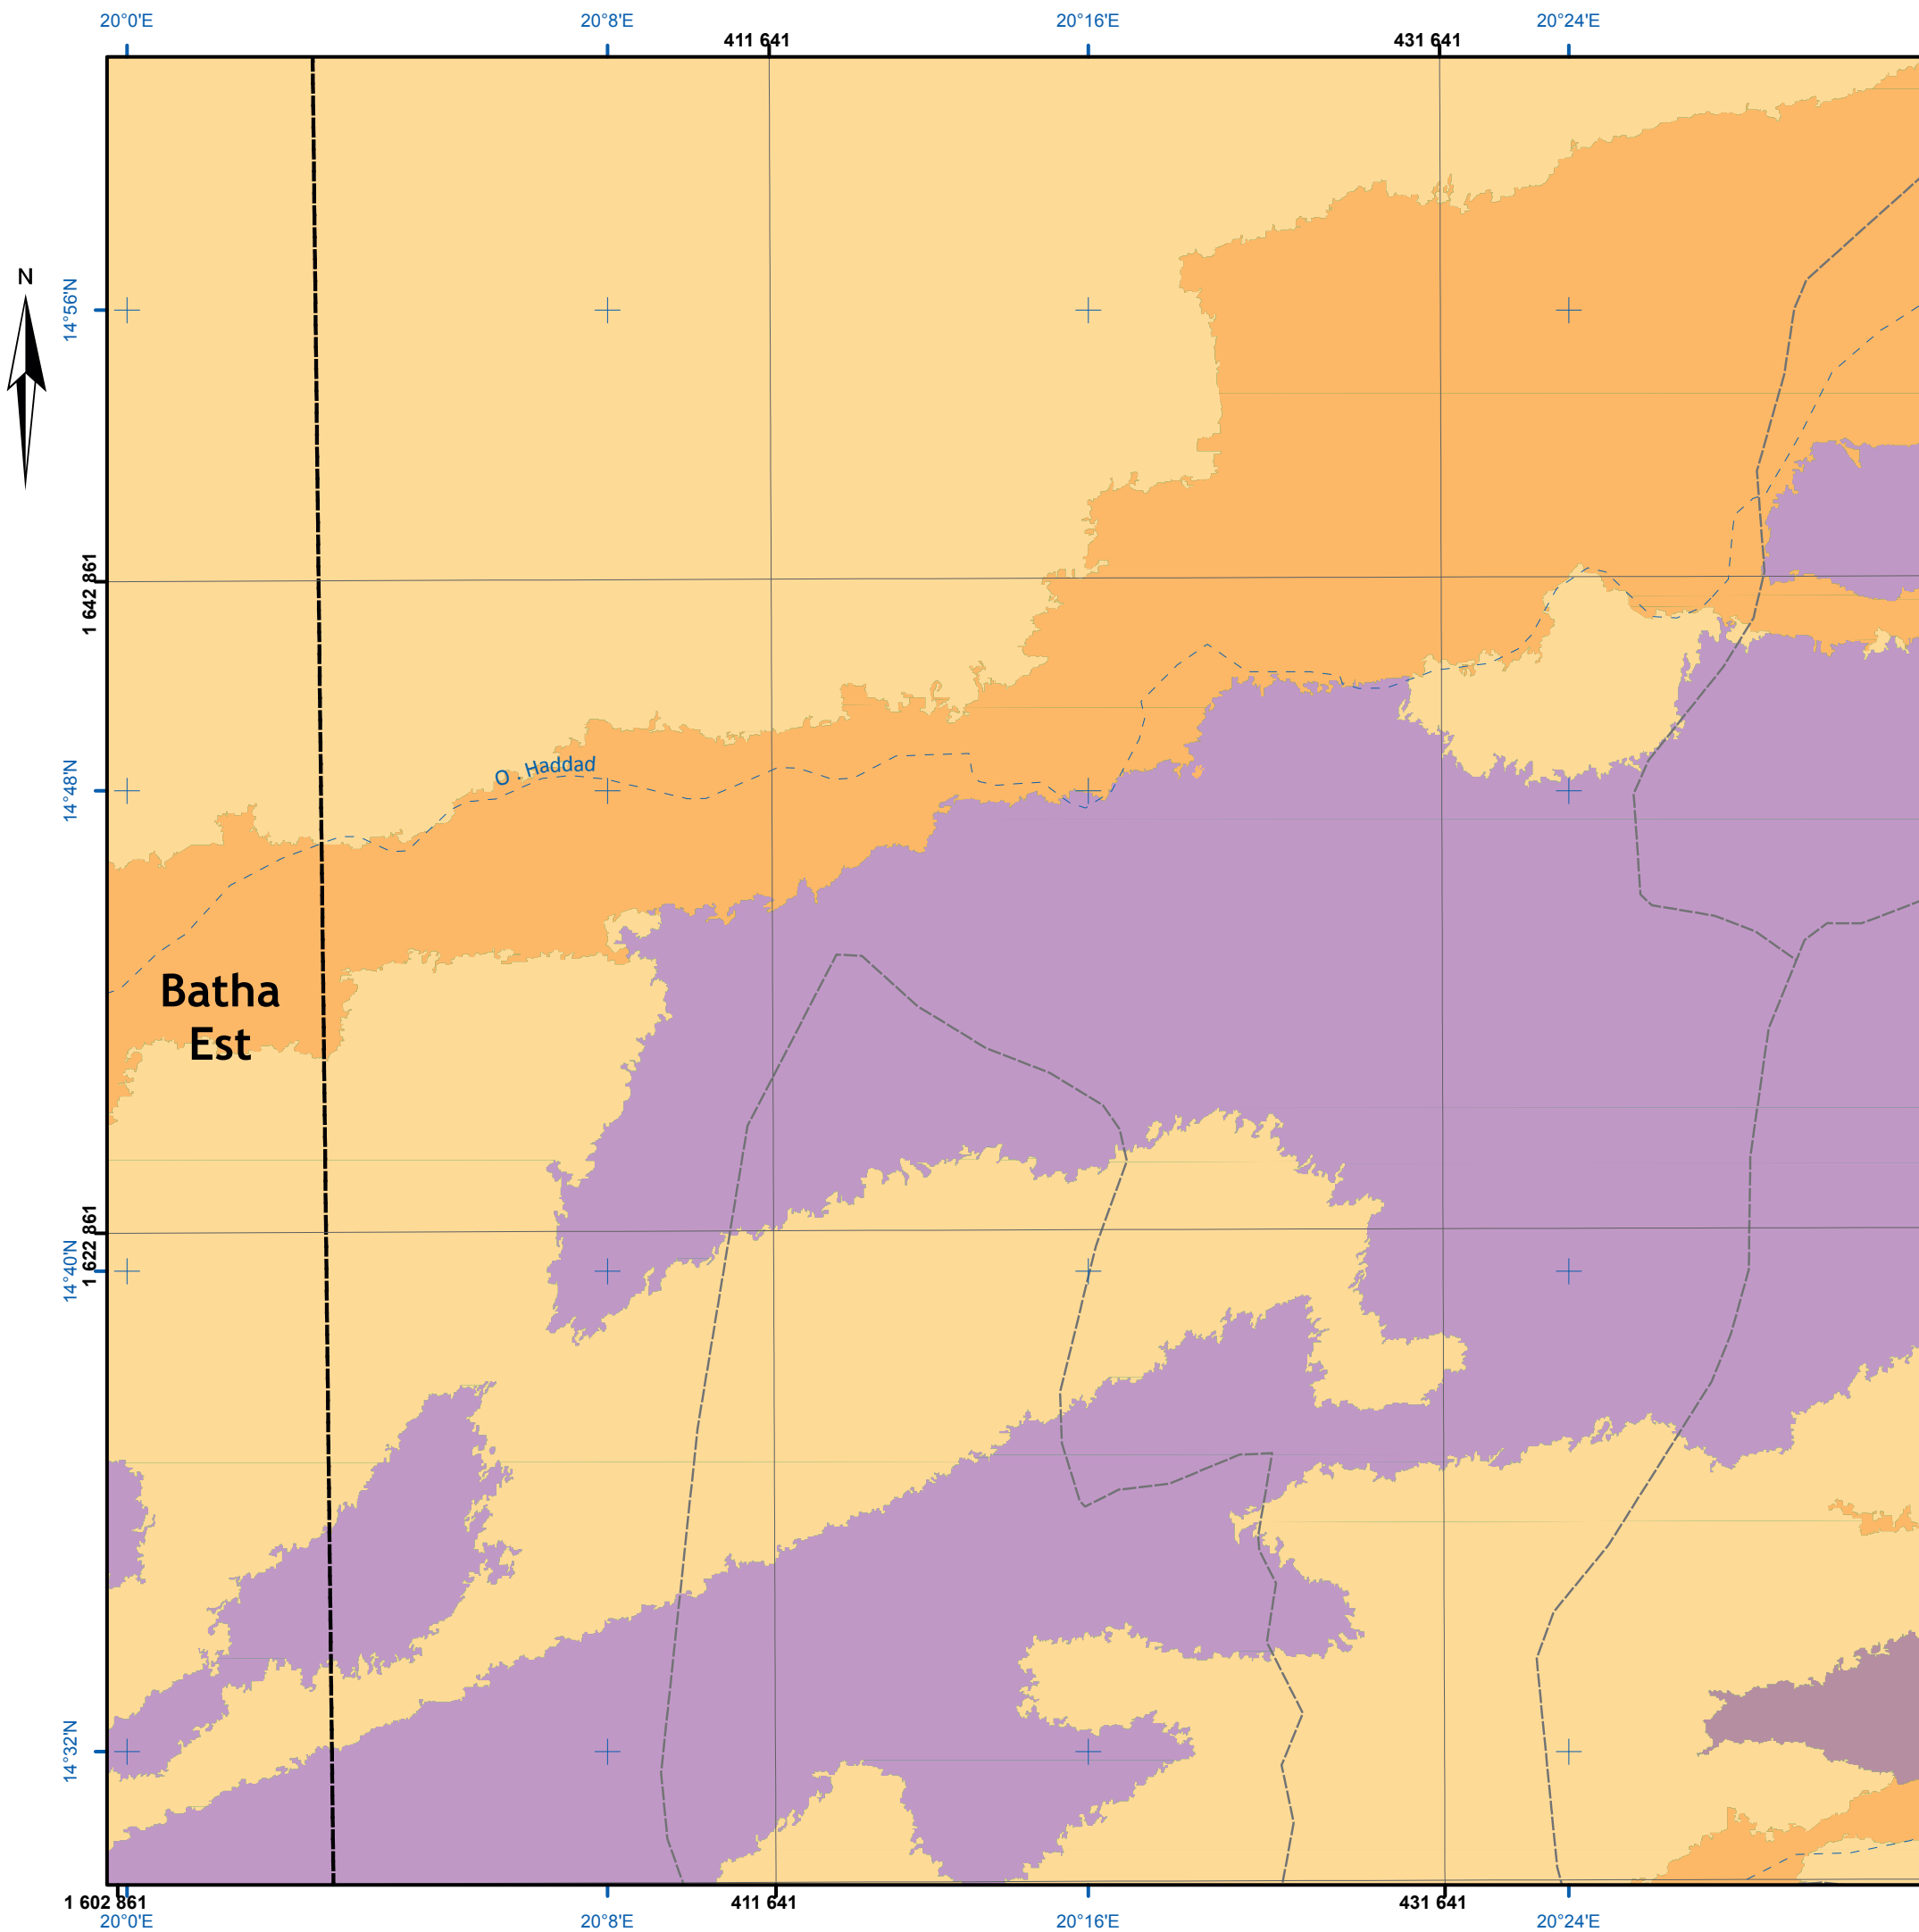 20°0'E 20°8'E 20°16'E 20°24'E
411 641 431 641
N
14°56'N
1 642 861
O . Haddad
14°48'N
Batha
Est
1 622 861
14°40'N
14°32'N
1 602 861 411 641 431 641
20°0'E 20°8'E 20°16'E 20°24'E